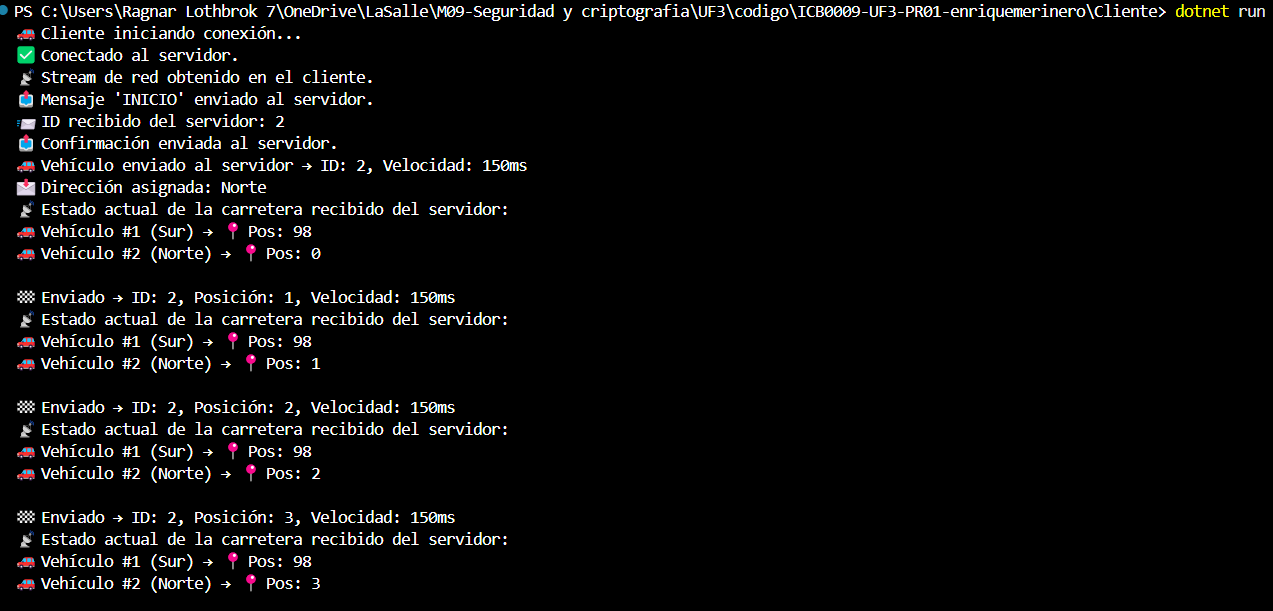 PS C:\Users\Ragnar Lothbrok 7\OneDrive\LaSalle\M09-Seguridad y criptografia\UF3\codigo\ICB0009-UF3-PR01-enriquemerinero\Cliente> dotnet run
🚗 Cliente iniciando conexión...
✅ Conectado al servidor.
📡 Stream de red obtenido en el cliente.
📤 Mensaje 'INICIO' enviado al servidor.
📨 ID recibido del servidor: 2
📤 Confirmación enviada al servidor.
🚗 Vehículo enviado al servidor → ID: 2, Velocidad: 150ms
📩 Dirección asignada: Norte
📡 Estado actual de la carretera recibido del servidor:
🚗 Vehículo #1 (Sur) → 📍 Pos: 98
🚗 Vehículo #2 (Norte) → 📍 Pos: 0
🏁 Enviado → ID: 2, Posición: 1, Velocidad: 150ms
📡 Estado actual de la carretera recibido del servidor:
🚗 Vehículo #1 (Sur) → 📍 Pos: 98
🚗 Vehículo #2 (Norte) → 📍 Pos: 1
🏁 Enviado → ID: 2, Posición: 2, Velocidad: 150ms
📡 Estado actual de la carretera recibido del servidor:
🚗 Vehículo #1 (Sur) → 📍 Pos: 98
🚗 Vehículo #2 (Norte) → 📍 Pos: 2
🏁 Enviado → ID: 2, Posición: 3, Velocidad: 150ms
📡 Estado actual de la carretera recibido del servidor:
🚗 Vehículo #1 (Sur) → 📍 Pos: 98
🚗 Vehículo #2 (Norte) → 📍 Pos: 3